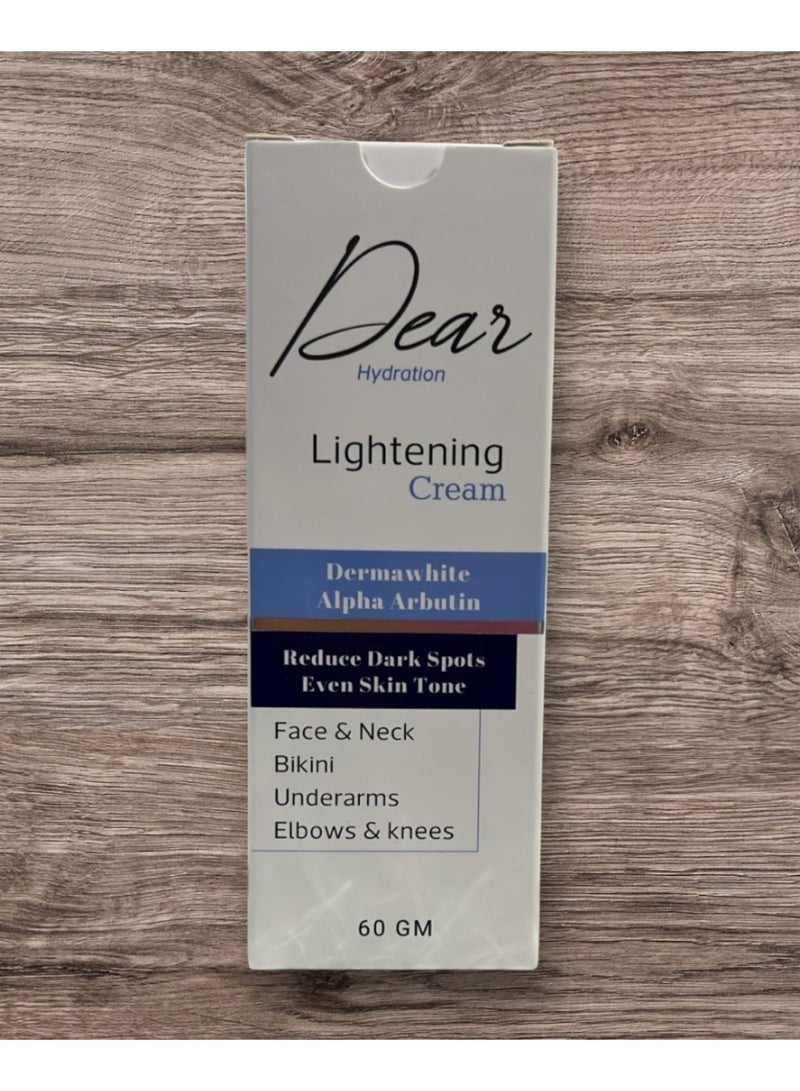 Dear
Hydration
Lightening
Cream
Dermawhite
Alpha Arbutin
Reduce Dark Spots
Even Skin Tone
Face & Neck
Bikini
Underarms
Elbows & knees
60 GM